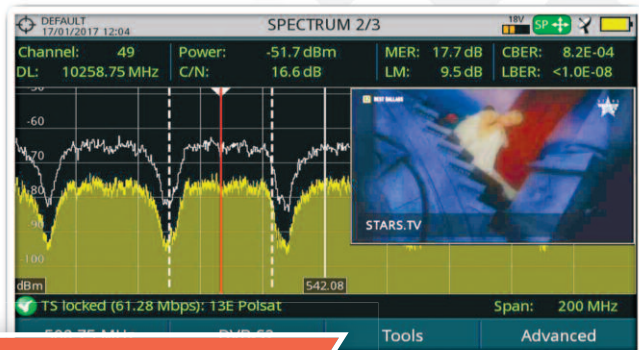 DEFAULT
17/01/2017 12:04
SPECTRUM 2/3
18V
SP
Channel: 49 Power: -51.7 dBm MER: 17.7 dB CBER: 8.2E-04
DL: 10258.75 MHz C/N: 16.6 dB LM: 9.5 dB LBER: <1.0E-08
-60
-70
-80
-90
-100
dBm
542.08
BEST BALLADS
STARS.TV
TS locked (61.28 Mbps): 13E Polsat
Span: 200 MHz
Tools
Advanced